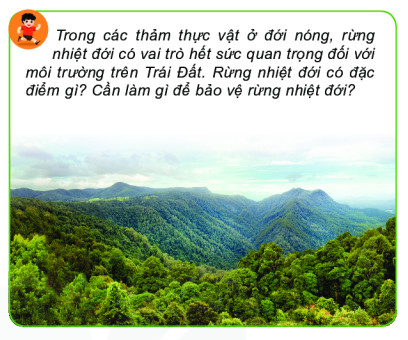 Trong các thảm thực vật ở đới nóng, rừng
nhiệt đới có vai trò hết sức quan trọng đối với
môi trường trên Trái Đất. Rừng nhiệt đới có đặc
điểm gì? Cần làm gì để bảo vệ rừng nhiệt đới?